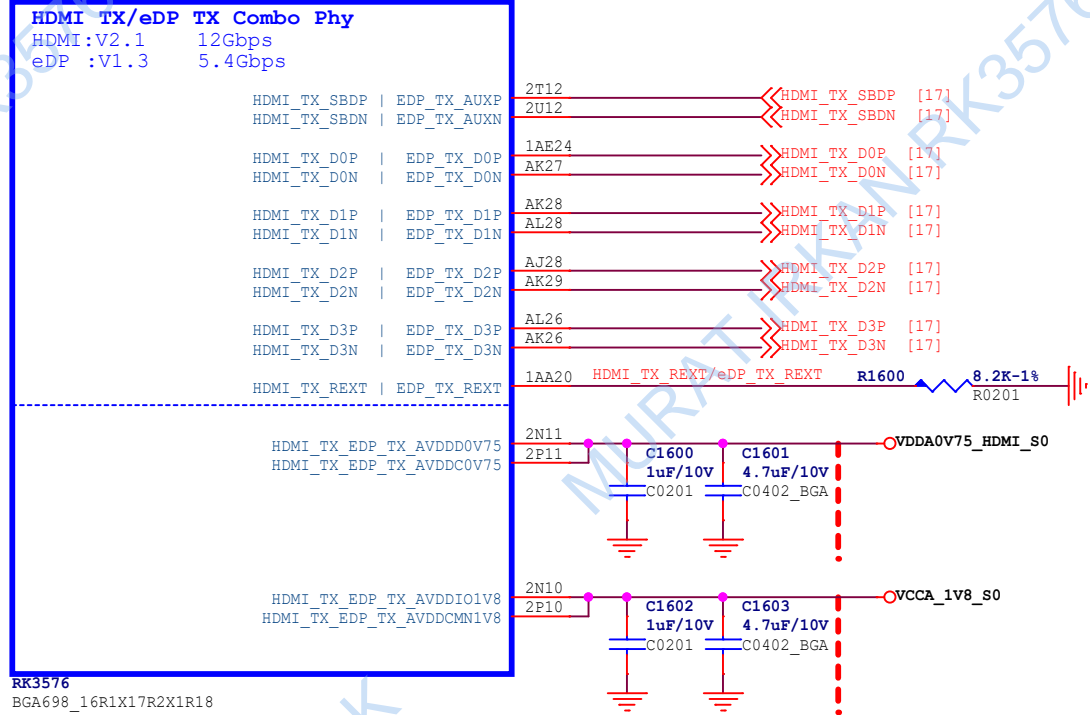 HDMI TX/eDP TX Combo Phy
HDMI:V2.1 12Gbps
eDP :V1.3 5.4Gbps
HDMI_TX_SBDP | EDP_TX_AUXP 2T12 HDMI_TX_SBDP [17]
HDMI_TX_SBDN | EDP_TX_AUXN 2U12 HDMI_TX_SBDN [17]
HDMI_TX_D0P | EDP_TX_D0P 1AE24 HDMI_TX_D0P [17]
HDMI_TX_D0N | EDP_TX_D0N AK27 HDMI_TX_D0N [17]
HDMI_TX_D1P | EDP_TX_D1P AK28 HDMI_TX_D1P [17]
HDMI_TX_D1N | EDP_TX_D1N AL28 HDMI_TX_D1N [17]
HDMI_TX_D2P | EDP_TX_D2P AJ28 HDMI_TX_D2P [17]
HDMI_TX_D2N | EDP_TX_D2N AK29 HDMI_TX_D2N [17]
HDMI_TX_D3P | EDP_TX_D3P AL26 HDMI_TX_D3P [17]
HDMI_TX_D3N | EDP_TX_D3N AK26 HDMI_TX_D3N [17]
HDMI_TX_REXT | EDP_TX_REXT 1AA20 HDMI_TX_REXT/eDP_TX_REXT R1600 8.2K-1%
R0201
HDMI_TX_EDP_TX_AVDDD0V75 2N11 VDDA0V75_HDMI_S0
HDMI_TX_EDP_TX_AVDDC0V75 2P11
C1600 C1601
1uF/10V 4.7uF/10V
C0201 C0402_BGA
HDMI_TX_EDP_TX_AVDDIO1V8 2N10 VCCA_1V8_S0
HDMI_TX_EDP_TX_AVDDCMN1V8 2P10
C1602 C1603
1uF/10V 4.7uF/10V
C0201 C0402_BGA
RK3576
BGA698_16R1X17R2X1R18
MURAT IRKAN RK3576